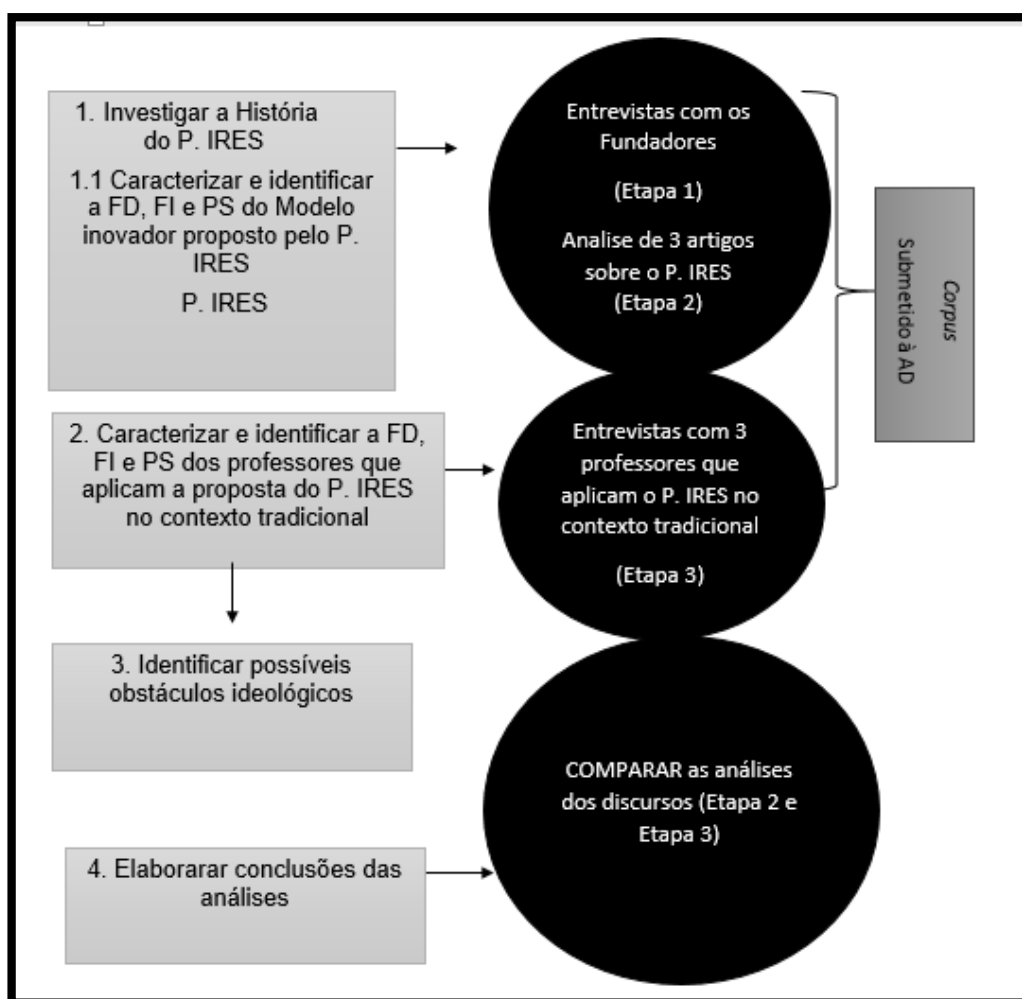 1. Investigar a História
do P. IRES
1.1 Caracterizar e identificar
a FD, FI e PS do Modelo
inovador proposto pelo P.
IRES
P. IRES
Entrevistas com os
Fundadores
(Etapa 1)
Analise de 3 artigos
sobre o P. IRES
(Etapa 2)
Corpus
Submetido à AD
2. Caracterizar e identificar a FD,
FI e PS dos professores que
aplicam a proposta do P. IRES
no contexto tradicional
Entrevistas com 3
professores que
aplicam o P. IRES no
contexto tradicional
(Etapa 3)
3. Identificar possíveis
obstáculos ideológicos
COMPARAR as análises
dos discursos (Etapa 2 e
Etapa 3)
4. Elaborarar conclusões das
análises